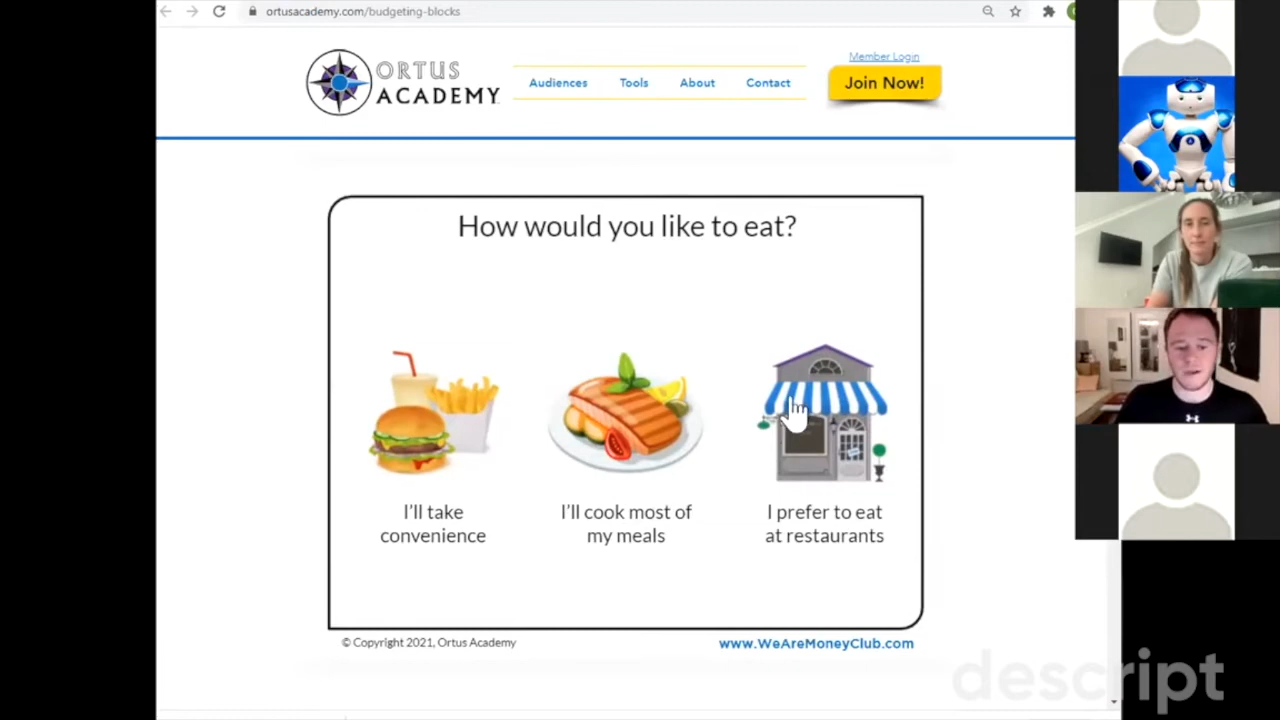 ortusacademy.com/budgeting-blocks
ORTUS
ACADEMY
Audiences
Tools
About
Contact
Member Login
Join Now!
How would you like to eat?
I'll take
convenience
I'll cook most of
my meals
I prefer to eat
at restaurants
© Copyright 2021, Ortus Academy
www.WeAreMoneyClub.com
descript